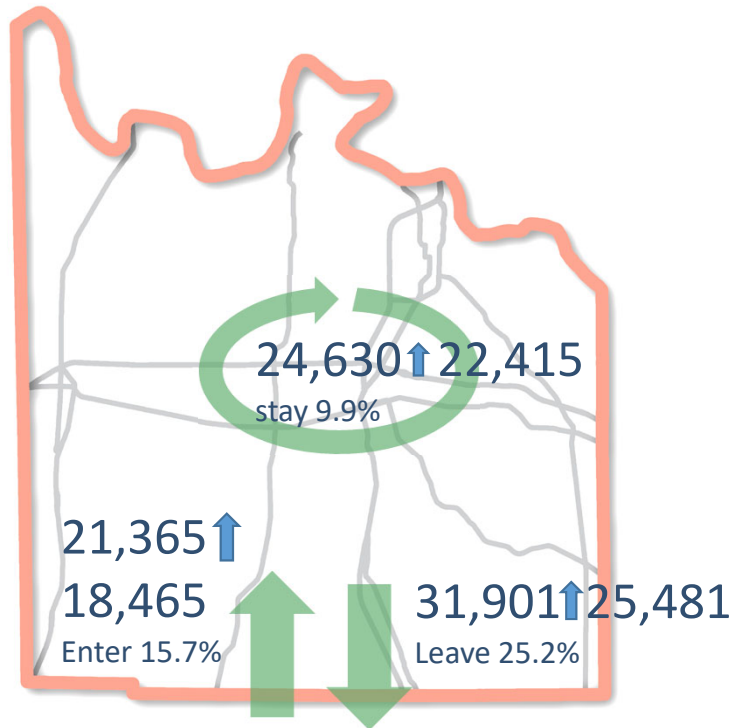 24,630 22,415
stay 9.9%
21,365
18,465
Enter 15.7%
31,901 25,481
Leave 25.2%